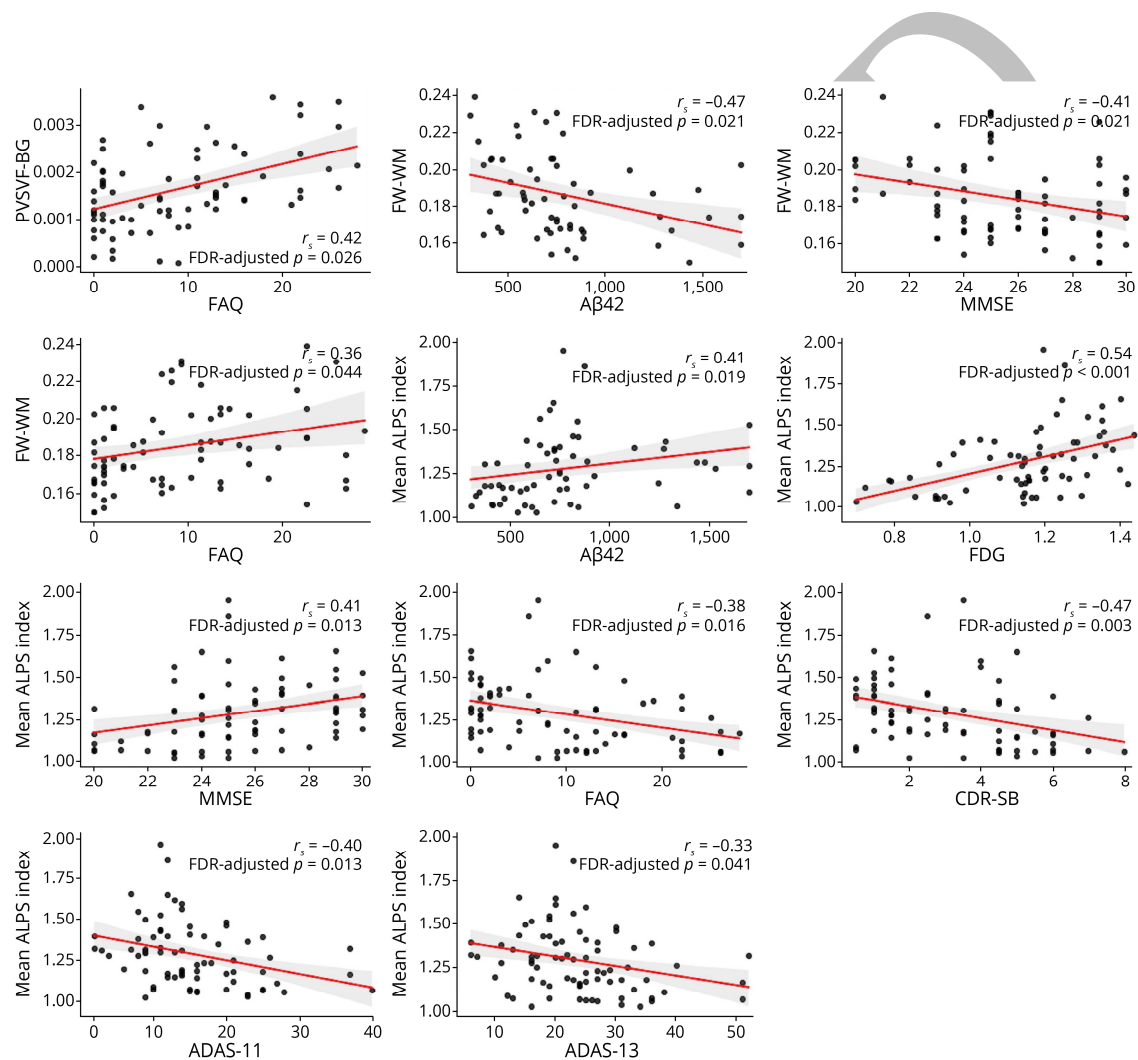 PVSVF-BG
0.003
0.002
0.001
0.000
0 10 20
FAQ
r_s = 0.42
FDR-adjusted p = 0.026
FW-WM
0.24
0.22
0.20
0.18
0.16
500 1,000 1,500
Aβ42
r_s = –0.47
FDR-adjusted p = 0.021
FW-WM
0.24
0.22
0.20
0.18
0.16
20 22 24 26 28 30
MMSE
r_s = –0.41
FDR-adjusted p = 0.021
FW-WM
0.24
0.22
0.20
0.18
0.16
0 10 20
FAQ
r_s = 0.36
FDR-adjusted p = 0.044
Mean ALPS index
2.00
1.75
1.50
1.25
1.00
500 1,000 1,500
Aβ42
r_s = 0.41
FDR-adjusted p = 0.019
Mean ALPS index
2.00
1.75
1.50
1.25
1.00
0.8 1.0 1.2 1.4
FDG
r_s = 0.54
FDR-adjusted p < 0.001
Mean ALPS index
2.00
1.75
1.50
1.25
1.00
20 22 24 26 28 30
MMSE
r_s = 0.41
FDR-adjusted p = 0.013
Mean ALPS index
2.00
1.75
1.50
1.25
1.00
0 10 20
FAQ
r_s = –0.38
FDR-adjusted p = 0.016
Mean ALPS index
2.00
1.75
1.50
1.25
1.00
0 2 4 6 8
CDR-SB
r_s = –0.47
FDR-adjusted p = 0.003
Mean ALPS index
2.00
1.75
1.50
1.25
1.00
0 10 20 30 40
ADAS-11
r_s = –0.40
FDR-adjusted p = 0.013
Mean ALPS index
2.00
1.75
1.50
1.25
1.00
10 20 30 40 50
ADAS-13
r_s = –0.33
FDR-adjusted p = 0.041